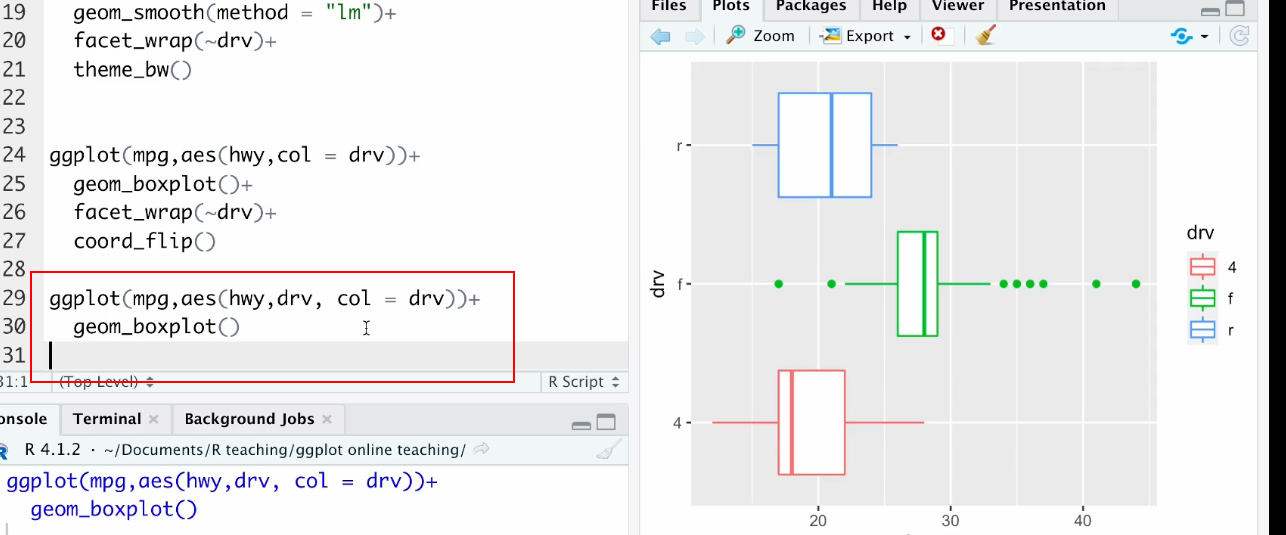 19 geom_smooth(method = "lm")+
20 facet_wrap(~drv)+
21 theme_bw()
22
23
24 ggplot(mpg,aes(hwy,col = drv))+
25 geom_boxplot()+
26 facet_wrap(~drv)+
27 coord_flip()
28
29 ggplot(mpg,aes(hwy,drv, col = drv))+
30 geom_boxplot()
31
31:1 (Top Level) R Script
onsole Terminal Background Jobs
R 4.1.2 · ~/Documents/R teaching/ggplot online teaching/
ggplot(mpg,aes(hwy,drv, col = drv))+
geom_boxplot()
Files Plots Packages Help Viewer Presentation
Zoom Export
r
f
4
drv
20 30 40
drv
4
f
r